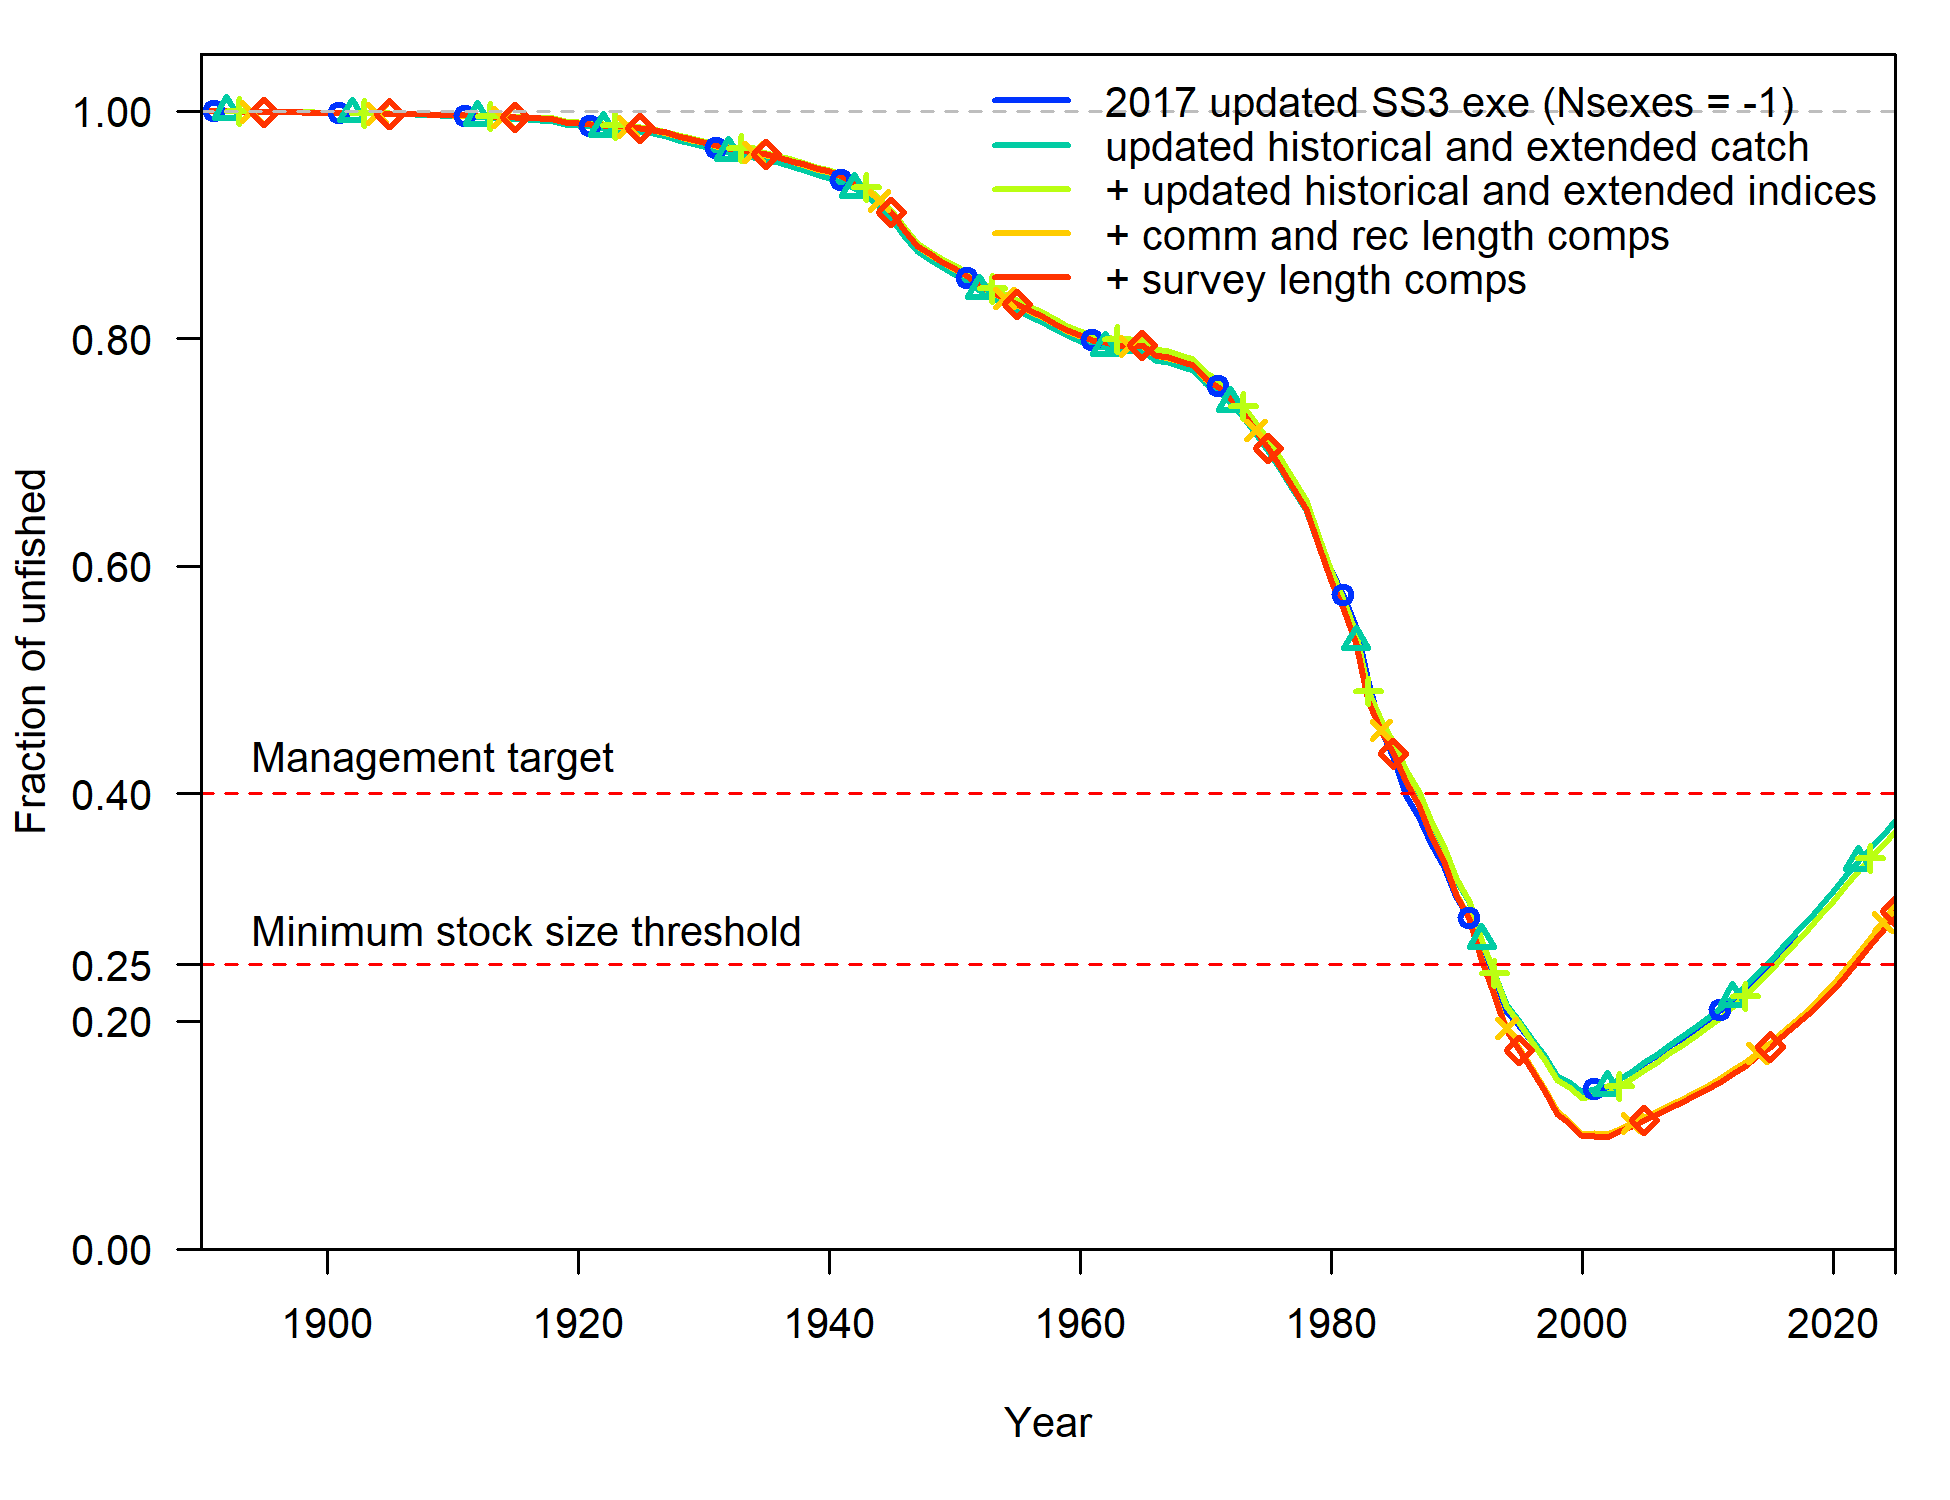 1.00
0.80
0.60
0.40
0.25
0.20
0.00
Fraction of unfished
2017 updated SS3 exe (Nsexes = -1)
updated historical and extended catch
+ updated historical and extended indices
+ comm and rec length comps
+ survey length comps
Management target
Minimum stock size threshold
1900 1920 1940 1960 1980 2000 2020
Year